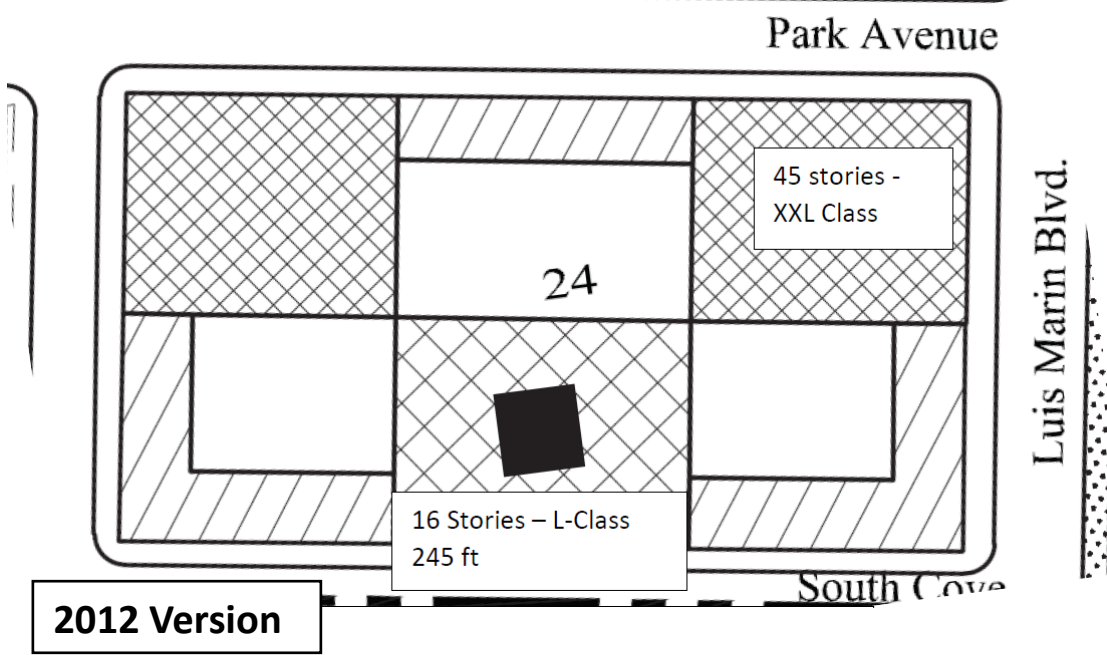 Park Avenue
45 stories -
XXL Class
Luis Marin Blvd.
24
16 Stories – L-Class
245 ft
South Cove
2012 Version